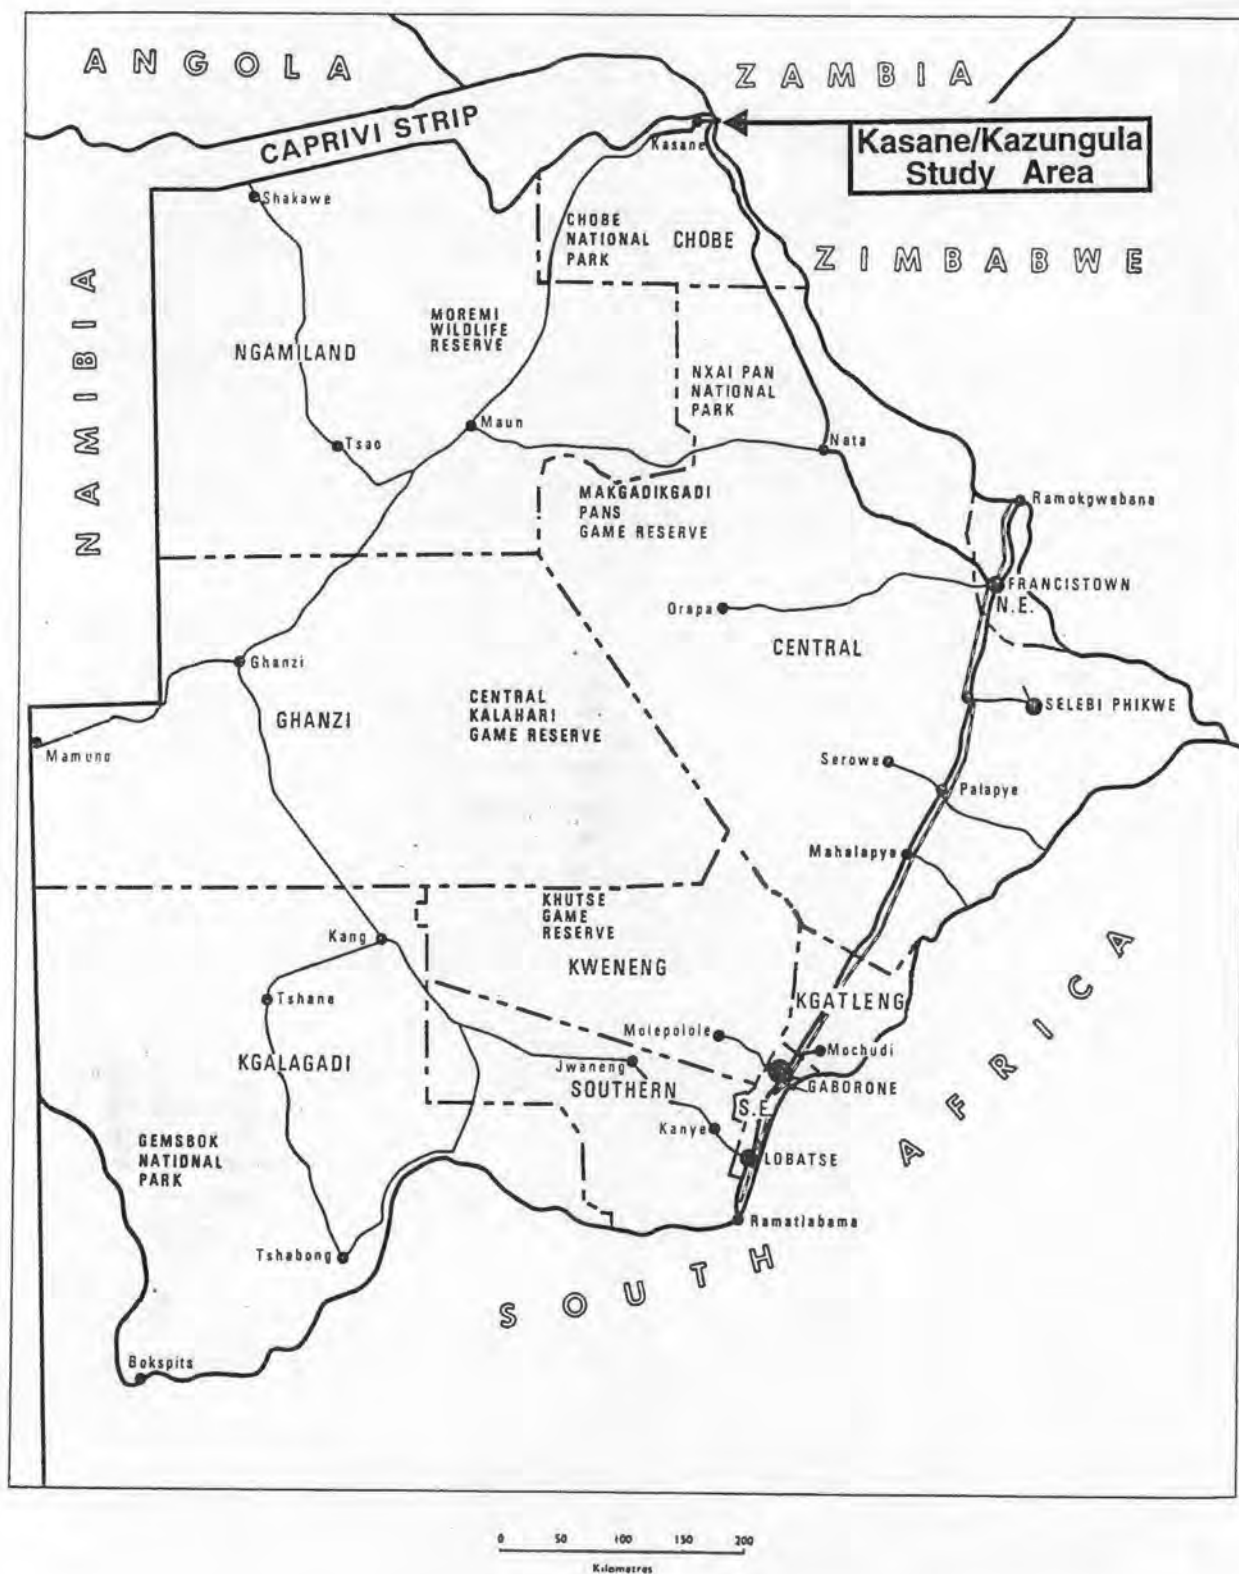 ANGOLA
ZAMBIA
CAPRIVI STRIP
Kasane
Kasane/Kazungula
Study Area
Shakawe
CHOBE
NATIONAL
PARK
CHOBE
ZIMBABWE
NAMIBIA
MOREMI
WILDLIFE
RESERVE
NGAMILAND
NXAI PAN
NATIONAL
PARK
Maun
Tsao
Nata
MAKGADIKGADI
PANS
GAME RESERVE
Ramokgwebana
FRANCISTOWN
N.E.
Orapa
CENTRAL
Ghanzi
GHANZI
CENTRAL
KALAHARI
GAME RESERVE
SELEBI PHIKWE
Mamuno
Serowe
Palapye
Mahalapye
KHUTSE
GAME
RESERVE
Kang
KWENENG
Tshane
KGATLENG
Molepolole
Mochudi
KGALAGADI
Jwaneng
SOUTHERN
GABORONE
S.E.
Kanye
GEMSBOK
NATIONAL
PARK
LOBATSE
Ramatlabama
Tshabong
SOUTH AFRICA
Bokspits
0 50 100 150 200
Kilometres